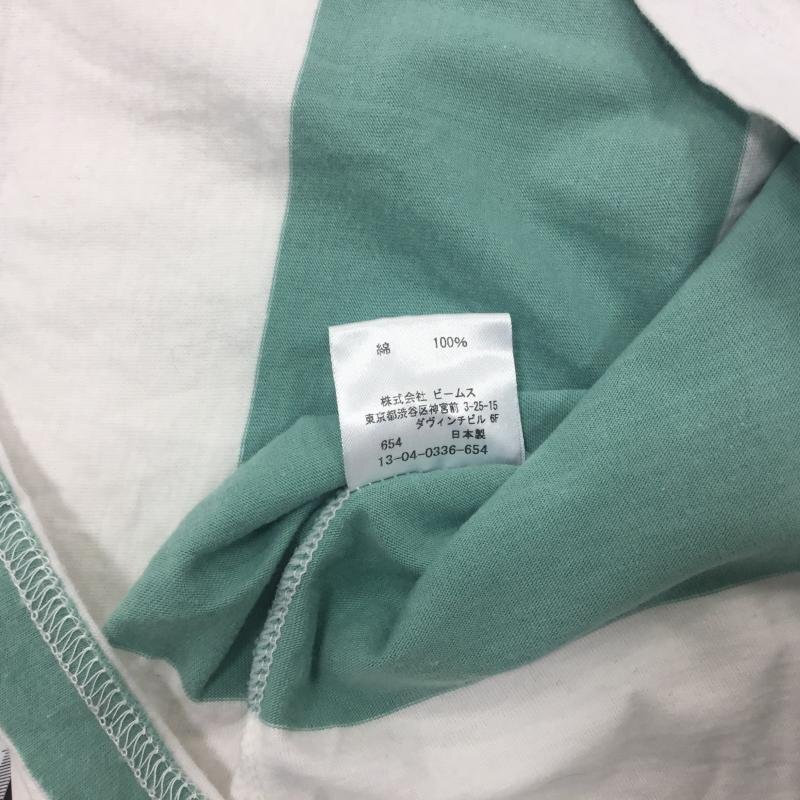 綿 100%
株式会社 ビームス
東京都渋谷区神宮前 3-25-15
ダヴィンチビル 6F
654 日本製
13-04-0336-654